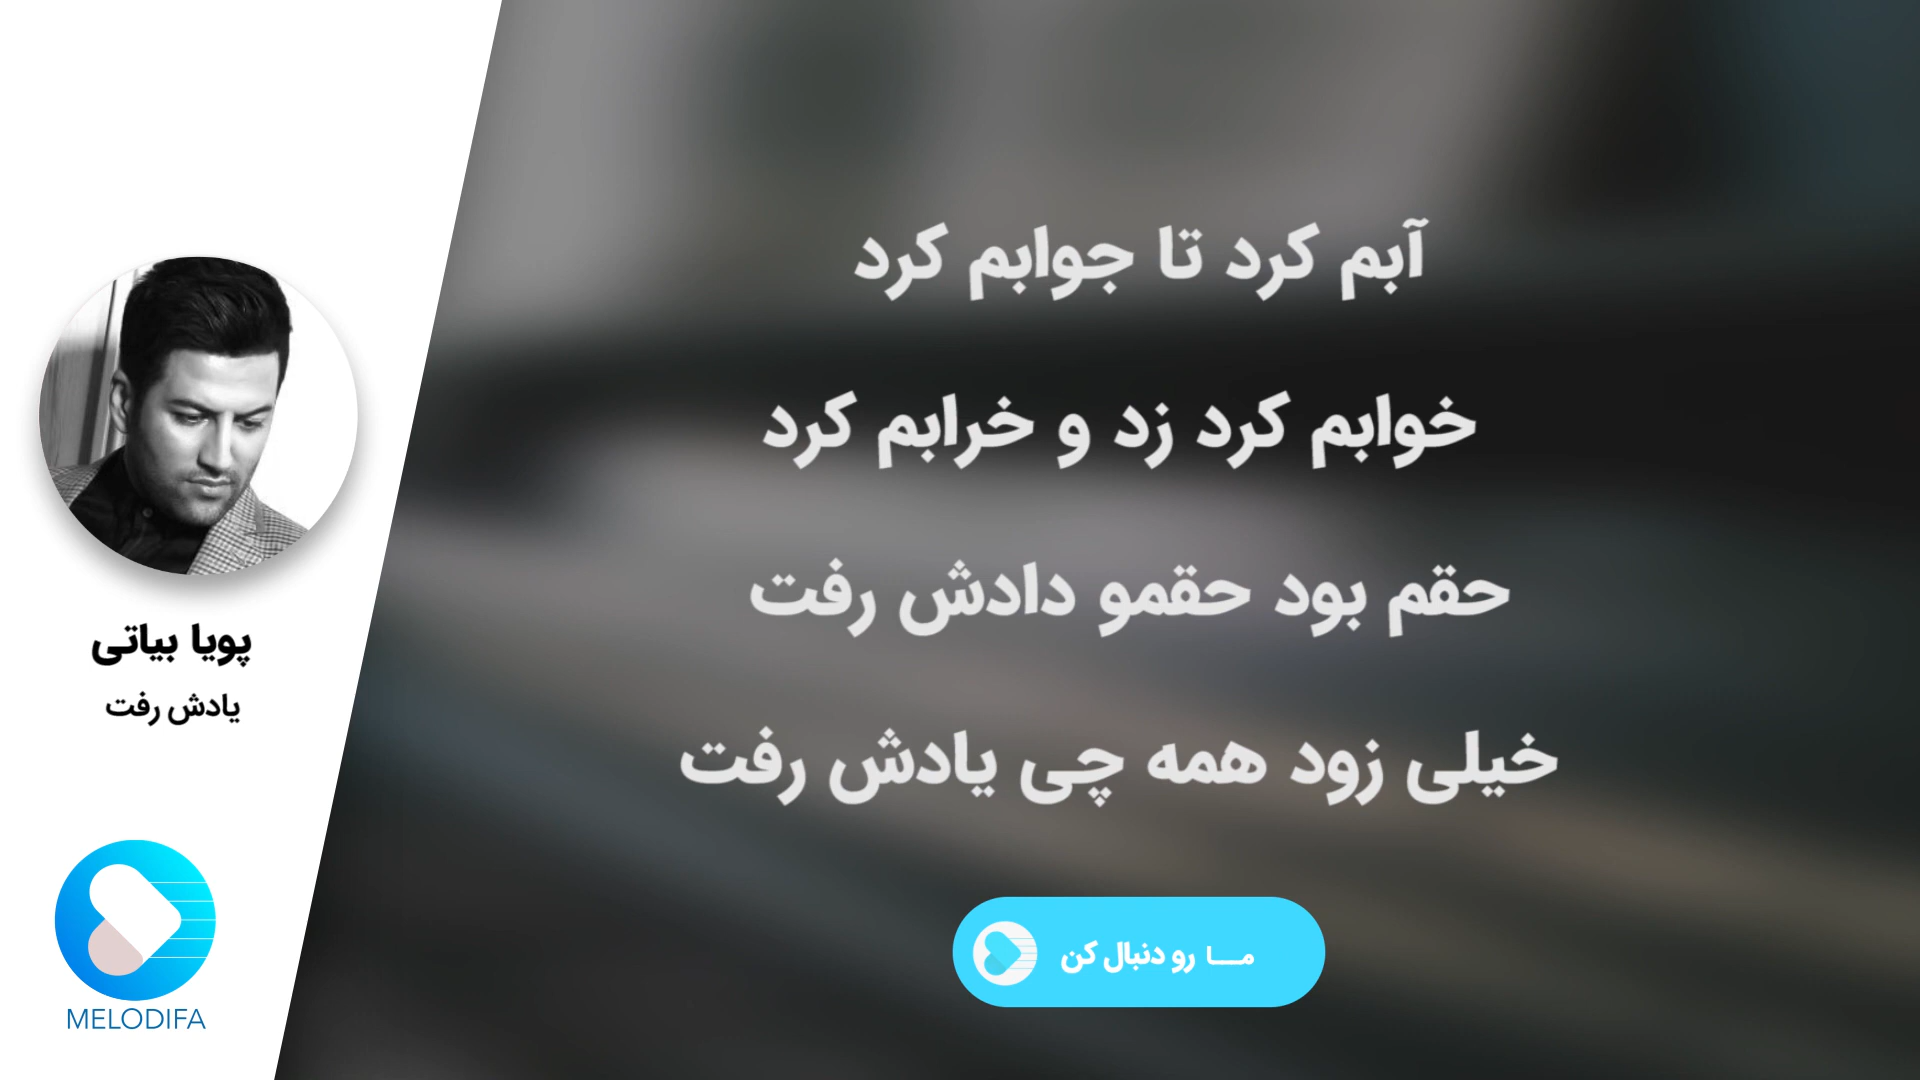 آبم کرد تا جوابم کرد
خوابم کرد زد و خرابم کرد
حقم بود حقمو دادش رفت
خیلی زود همه چی یادش رفت
پویا بیاتی
یادش رفت
MELODIFA
مـــا رو دنبال کن